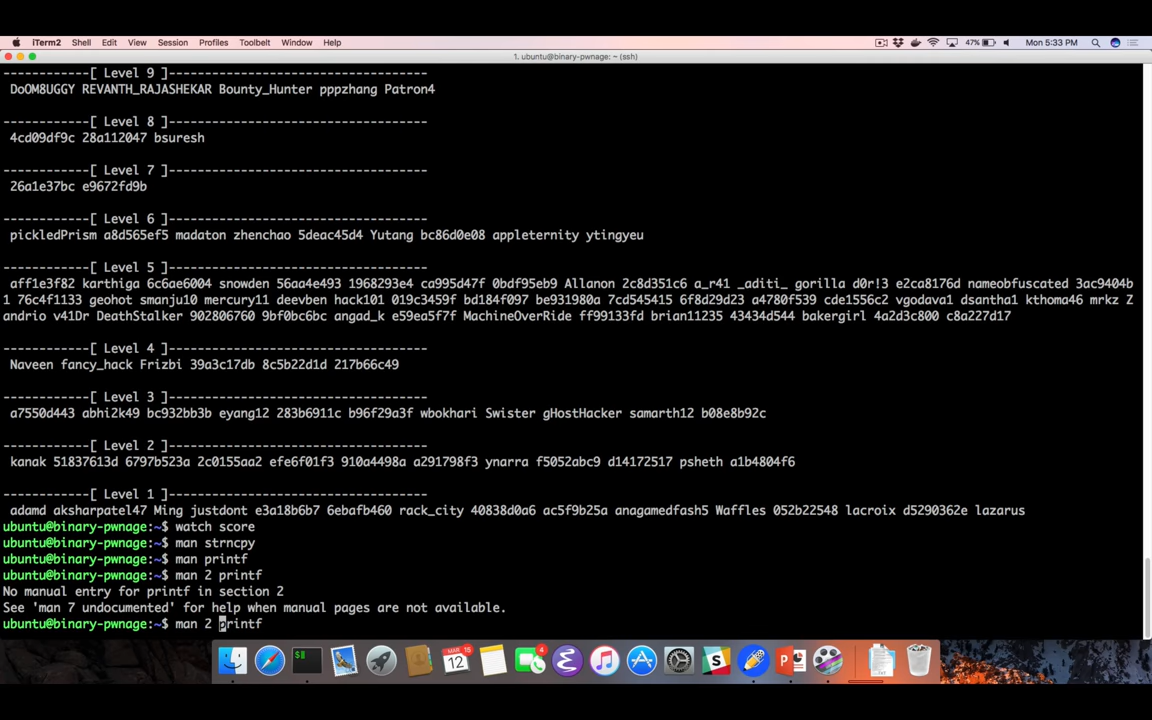 iTerm2 Shell Edit View Session Profiles Toolbelt Window Help 47% Mon 5:33 PM
1. ubuntu@binary-pwnage: ~ (ssh)
------------[ Level 9 ]------------------------------------
DoOM8UGGY REVANTH_RAJASHEKAR Bounty_Hunter pppzhang Patron4
------------[ Level 8 ]------------------------------------
4cd09df9c 28a112047 bsuresh
------------[ Level 7 ]------------------------------------
26a1e37bc e9672fd9b
------------[ Level 6 ]------------------------------------
pickledPrism a8d565ef5 madaton zhenchao 5deac45d4 Yutang bc86d0e08 appleternity ytingyeu
------------[ Level 5 ]------------------------------------
aff1e3f82 karthiga 6c6ae6004 snowden 56aa4e493 1968293e4 ca995d47f 0bdf95eb9 Allanon 2c8d351c6 a_r41 _aditi_ gorilla d0r!3 e2ca8176d nameobfuscated 3ac9404b
1 76c4f1133 geohot smanju10 mercury11 deevben hack101 019c3459f bd184f097 be931980a 7cd545415 6f8d29d23 a4780f539 cde1556c2 vgodava1 dsantha1 kthoma46 mrkz Z
andrio v41Dr DeathStalker 902806760 9bf0bc6bc angad_k e59ea5f7f MachineOverRide ff99133fd brian11235 43434d544 bakergirl 4a2d3c800 c8a227d17
------------[ Level 4 ]------------------------------------
Naveen fancy_hack Frizbi 39a3c17db 8c5b22d1d 217b66c49
------------[ Level 3 ]------------------------------------
a7550d443 abhi2k49 bc932bb3b eyang12 283b6911c b96f29a3f wbokhari Swister gHostHacker samarth12 b08e8b92c
------------[ Level 2 ]------------------------------------
kanak 51837613d 6797b523a 2c0155aa2 efe6f01f3 910a4498a a291798f3 ynarra f5052abc9 d14172517 psheth a1b4804f6
------------[ Level 1 ]------------------------------------
adamd aksharpatel47 Ming justdont e3a18b6b7 6ebafb460 rack_city 40838d0a6 ac5f9b25a anagamedfash5 Waffles 052b22548 lacroix d5290362e lazarus
ubuntu@binary-pwnage:~$ watch score
ubuntu@binary-pwnage:~$ man strncpy
ubuntu@binary-pwnage:~$ man printf
ubuntu@binary-pwnage:~$ man 2 printf
No manual entry for printf in section 2
See 'man 7 undocumented' for help when manual pages are not available.
ubuntu@binary-pwnage:~$ man 2 printf